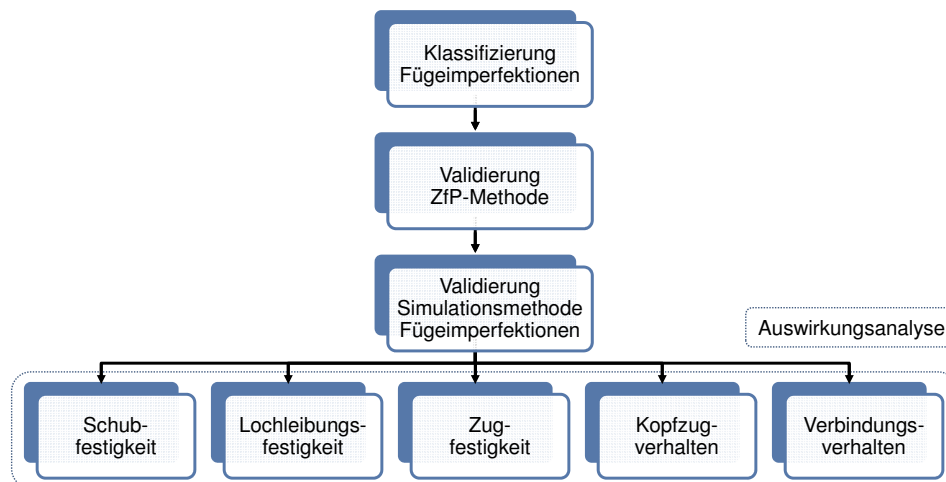 Klassifizierung
Fügeimperfektionen
Validierung
ZfP-Methode
Validierung
Simulationsmethode
Fügeimperfektionen
Auswirkungsanalyse
Schub-
festigkeit
Lochleibungs-
festigkeit
Zug-
festigkeit
Kopfzug-
verhalten
Verbindungs-
verhalten